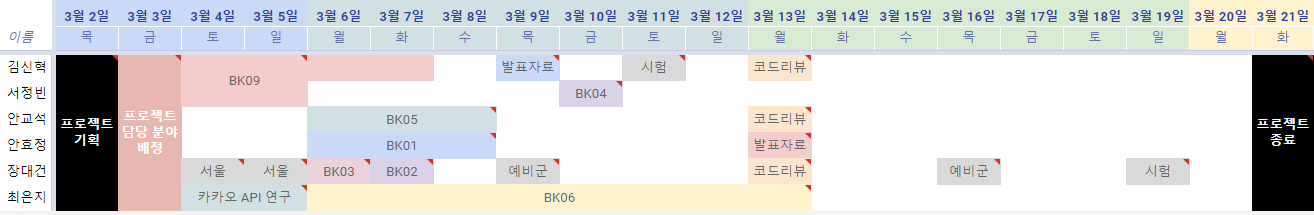 3월 2일 3월 3일 3월 4일 3월 5일 3월 6일 3월 7일 3월 8일 3월 9일 3월 10일 3월 11일 3월 12일 3월 13일 3월 14일 3월 15일 3월 16일 3월 17일 3월 18일 3월 19일 3월 20일 3월 21일
이름 목 금 토 일 월 화 수 목 금 토 일 월 화 수 목 금 토 일 월 화
김신혁 발표자료 시험 코드리뷰
BK09
서정빈 BK04
안교석 BK05 코드리뷰
프로젝트
기획
프로젝트
담당 분야
배정
프로젝트
종료
안효정 BK01 발표자료
장대건 서울 서울 BK03 BK02 예비군 코드리뷰 예비군 시험
최은지 카카오 API 연구 BK06